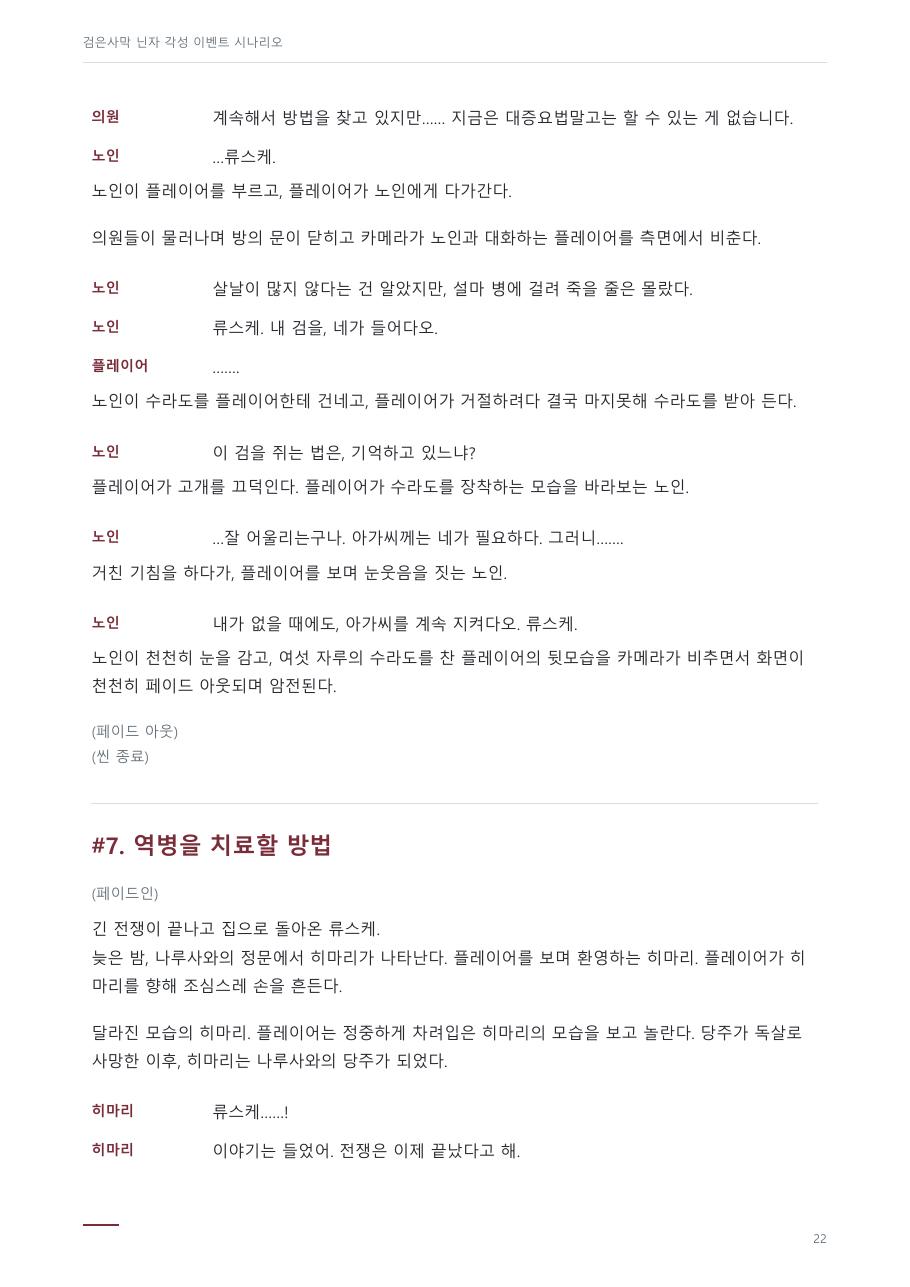 검은사막 닌자 각성 이벤트 시나리오
의원 계속해서 방법을 찾고 있지만...... 지금은 대증요법말고는 할 수 있는 게 없습니다.
노인 ...류스케.
노인이 플레이어를 부르고, 플레이어가 노인에게 다가간다.
의원들이 물러나며 방의 문이 닫히고 카메라가 노인과 대화하는 플레이어를 측면에서 비춘다.
노인 살날이 많지 않다는 건 알았지만, 설마 병에 걸려 죽을 줄은 몰랐다.
노인 류스케. 내 검을, 네가 들어다오.
플레이어 .......
노인이 수라도를 플레이어한테 건네고, 플레이어가 거절하려다 결국 마지못해 수라도를 받아 든다.
노인 이 검을 쥐는 법은, 기억하고 있느냐?
플레이어가 고개를 끄덕인다. 플레이어가 수라도를 장착하는 모습을 바라보는 노인.
노인 ...잘 어울리는구나. 아가씨께는 네가 필요하다. 그러니.......
거친 기침을 하다가, 플레이어를 보며 눈웃음을 짓는 노인.
노인 내가 없을 때에도, 아가씨를 계속 지켜다오. 류스케.
노인이 천천히 눈을 감고, 여섯 자루의 수라도를 찬 플레이어의 뒷모습을 카메라가 비추면서 화면이
천천히 페이드 아웃되며 암전된다.
(페이드 아웃)
(씬 종료)
#7. 역병을 치료할 방법
(페이드인)
긴 전쟁이 끝나고 집으로 돌아온 류스케.
늦은 밤, 나루사와의 정문에서 히마리가 나타난다. 플레이어를 보며 환영하는 히마리. 플레이어가 히
마리를 향해 조심스레 손을 흔든다.
달라진 모습의 히마리. 플레이어는 정중하게 차려입은 히마리의 모습을 보고 놀란다. 당주가 독살로
사망한 이후, 히마리는 나루사와의 당주가 되었다.
히마리 류스케......!
히마리 이야기는 들었어. 전쟁은 이제 끝났다고 해.
22